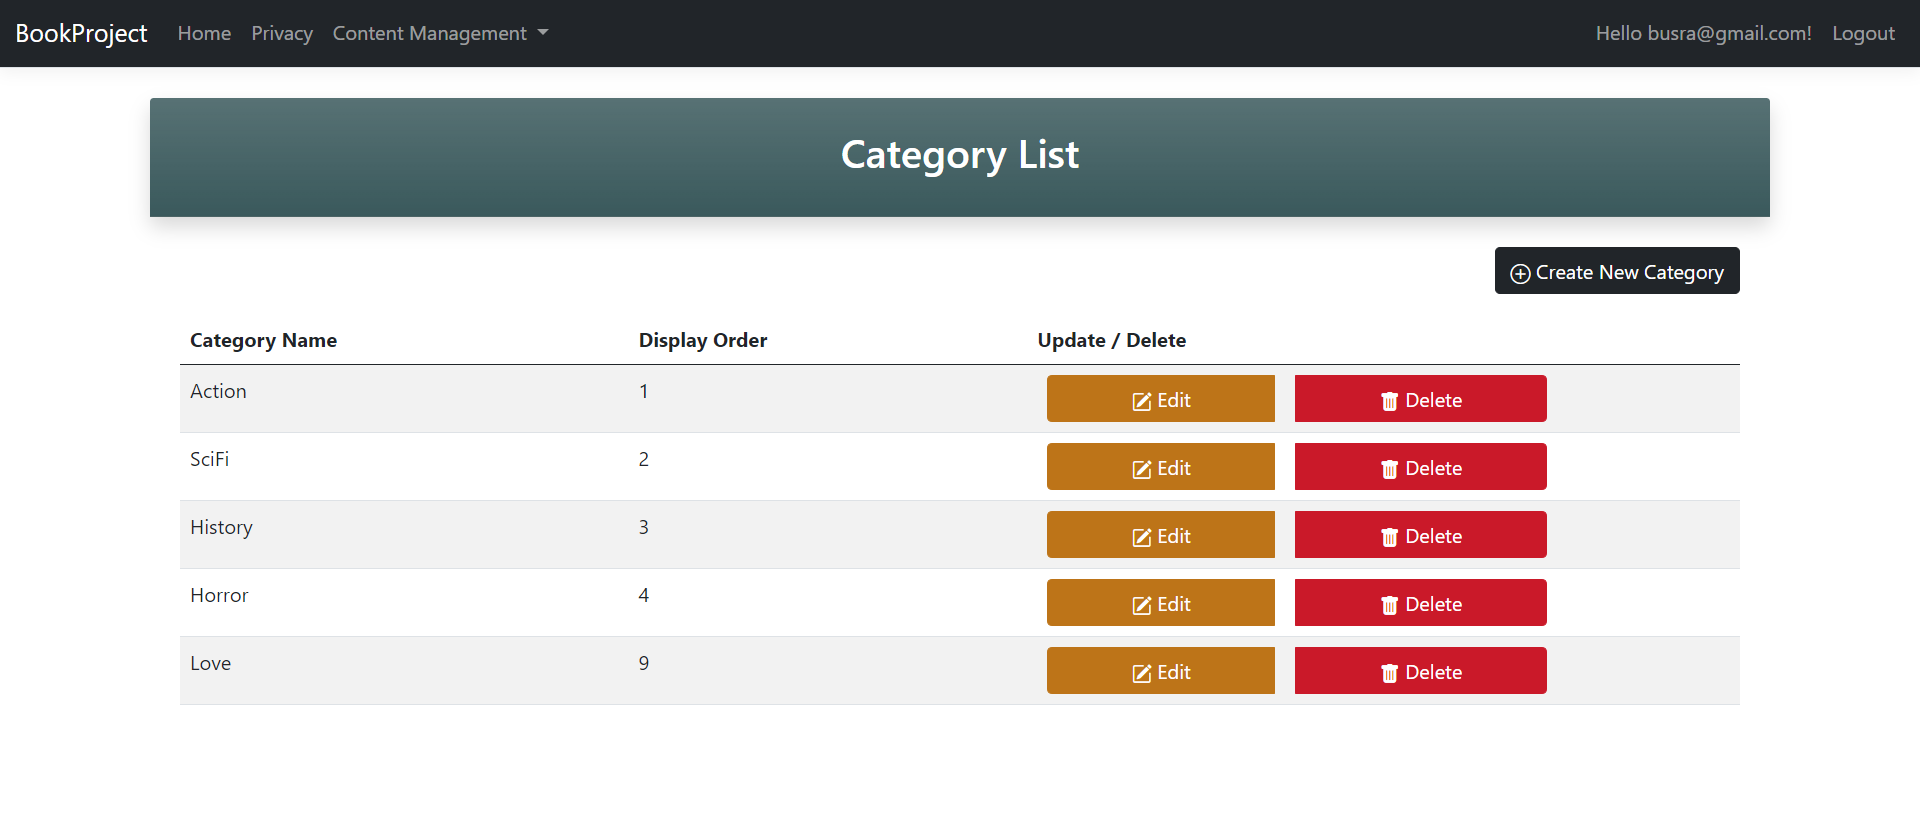 BookProject Home Privacy Content Management Hello busra@gmail.com! Logout
Category List
Create New Category
Category Name Display Order Update / Delete
Action 1 Edit Delete
SciFi 2 Edit Delete
History 3 Edit Delete
Horror 4 Edit Delete
Love 9 Edit Delete